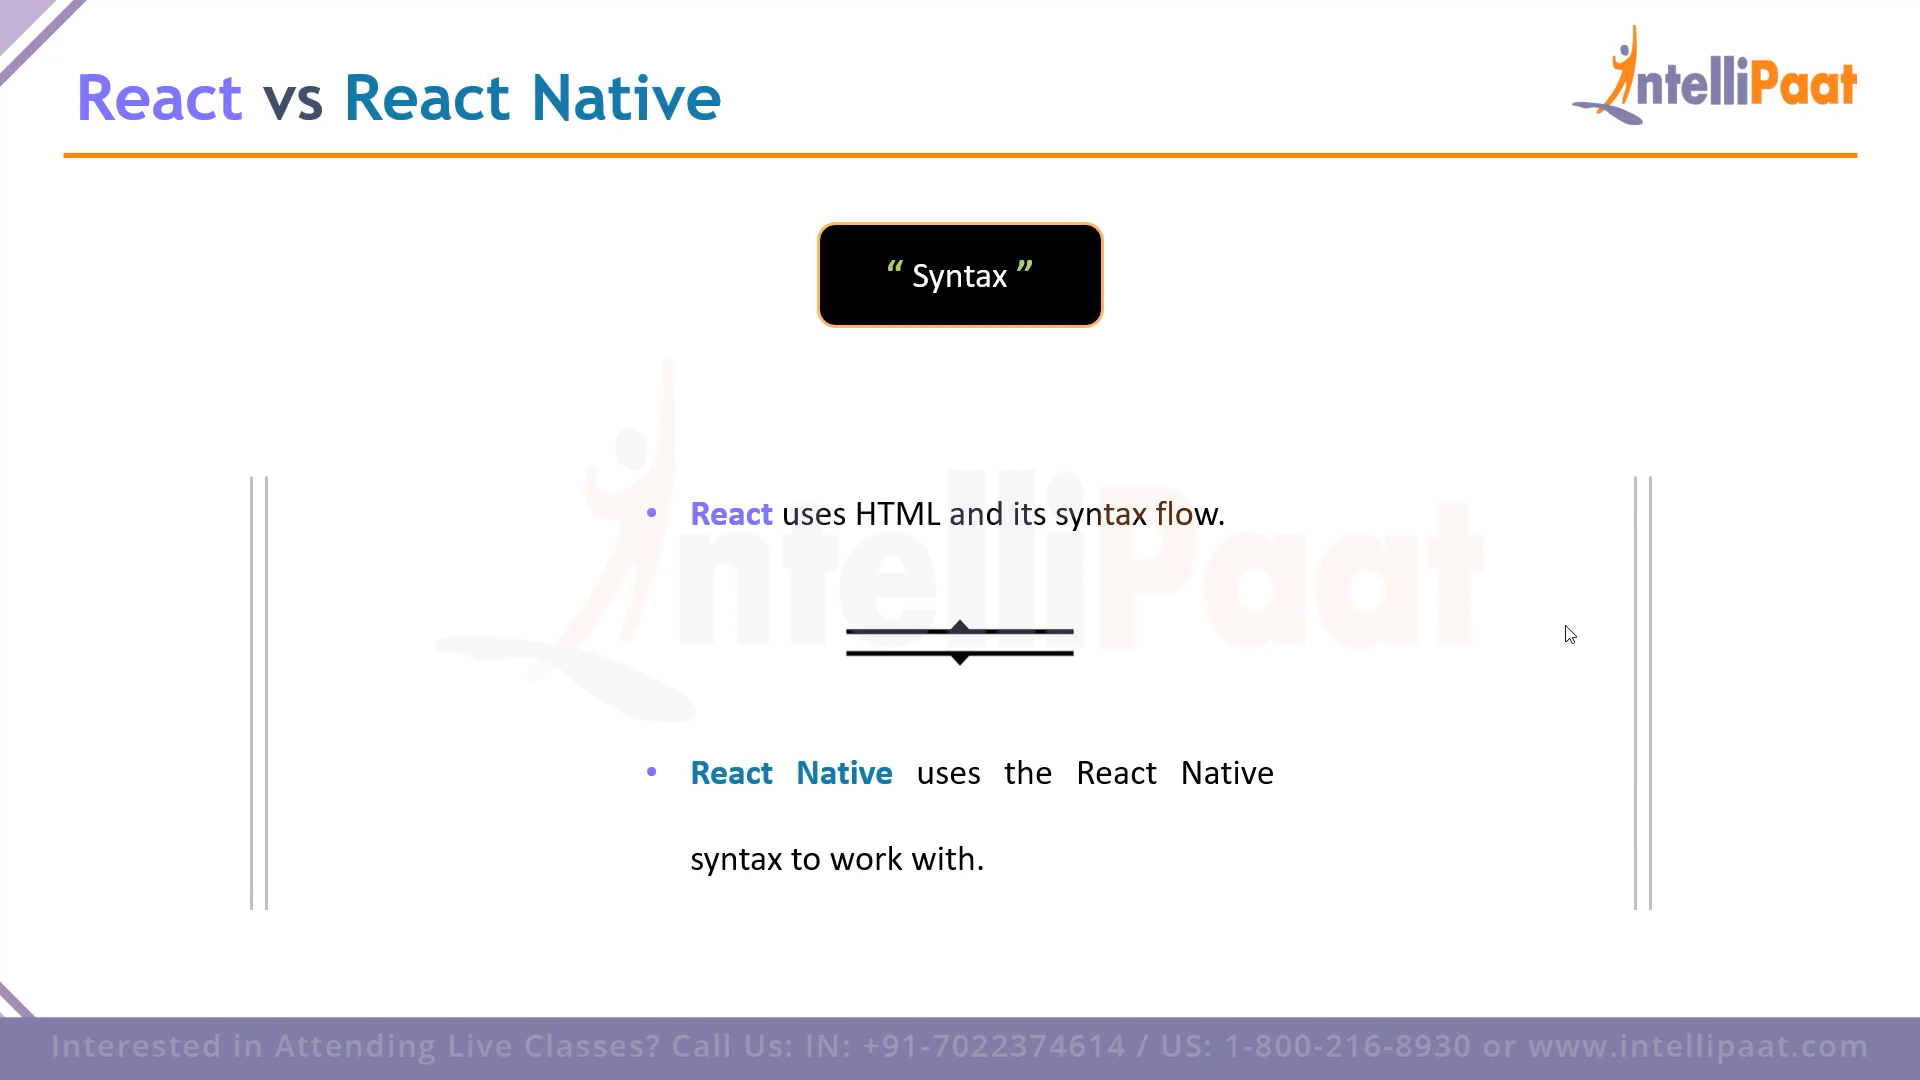 React vs React Native
IntelliPaat
“ Syntax ”
• React uses HTML and its syntax flow.
IntelliPaat
• React Native uses the React Native
syntax to work with.
Interested in Attending Live Classes? Call Us: IN: +91-7022374614 / US: 1-800-216-8930 or www.intellipaat.com